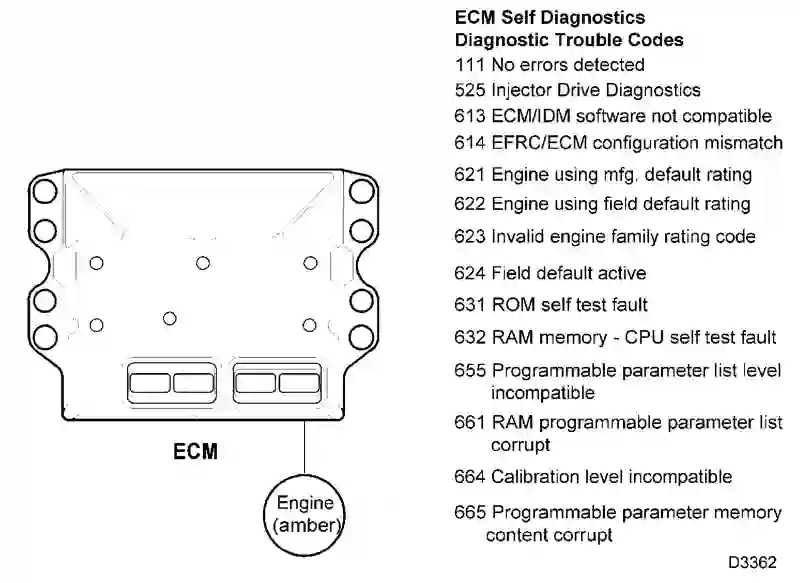 ECM Self Diagnostics
Diagnostic Trouble Codes
111 No errors detected
525 Injector Drive Diagnostics
613 ECM/IDM software not compatible
614 EFRC/ECM configuration mismatch
621 Engine using mfg. default rating
622 Engine using field default rating
623 Invalid engine family rating code
624 Field default active
631 ROM self test fault
632 RAM memory - CPU self test fault
655 Programmable parameter list level
incompatible
661 RAM programmable parameter list
corrupt
664 Calibration level incompatible
665 Programmable parameter memory
content corrupt
ECM
Engine
(amber)
D3362